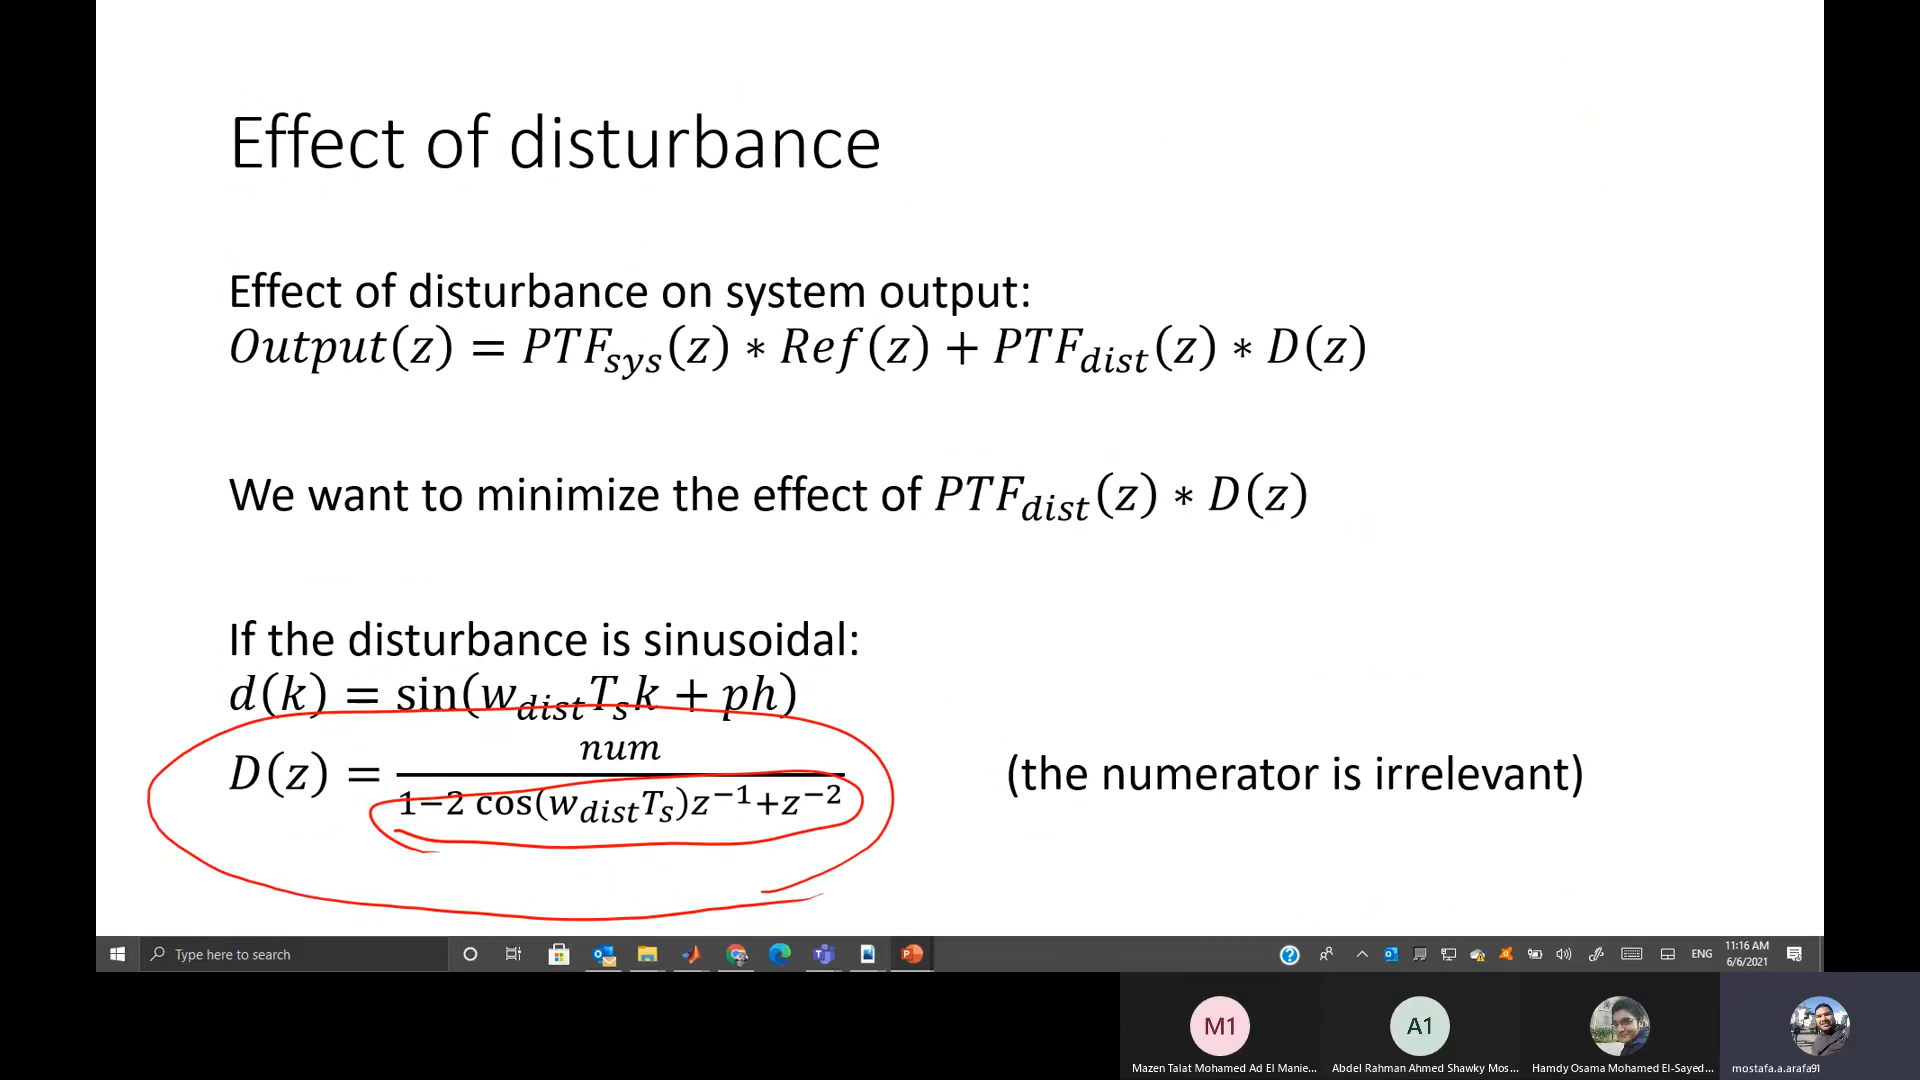 Effect of disturbance
Effect of disturbance on system output:
Output(z) = PTF_sys(z) * Ref(z) + PTF_dist(z) * D(z)
We want to minimize the effect of PTF_dist(z) * D(z)
If the disturbance is sinusoidal:
d(k) = sin(w_dist T_s k + ph)
D(z) = num / (1−2 cos(w_dist T_s)z^−1+z^−2) (the numerator is irrelevant)
Type here to search
ENG
11:16 AM
6/6/2021
M1
A1
Mazen Talat Mohamed Ad El Manie...
Abdel Rahman Ahmed Shawky Mos...
Hamdy Osama Mohamed El-Sayed...
mostafa.a.arafa91